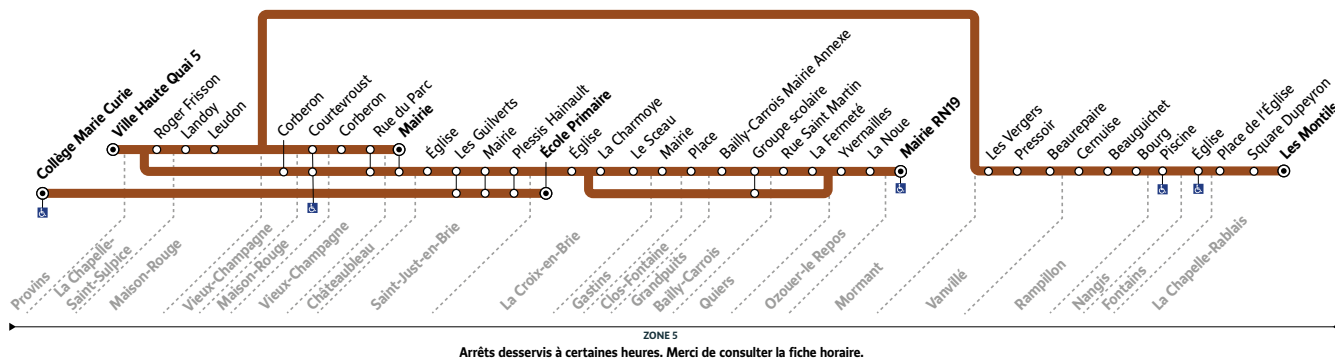 Collège Marie Curie
Ville Haute Quai 5
Roger Frisson
Landoy
Leudon
Corberon
Courtevroust
Corberon
Rue du Parc
Mairie
Église
Les Guilverts
Mairie
Plessis Hainault
École Primaire
Église
La Charmoye
Le Sceau
Mairie
Place
Bailly-Carrois Mairie Annexe
Groupe scolaire
Rue Saint Martin
La Fermeté
Yvernailles
La Noue
Mairie RN19
Les Vergers
Pressoir
Beaurepaire
Cernuise
Beauguichet
Bourg
Piscine
Église
Place de l'Église
Square Dupeyron
Les Montils
Provins
La Chapelle-
Saint-Sulpice
Maison-Rouge
Vieux-Champagne
Maison-Rouge
Vieux-Champagne
Châteaubleau
Saint-Just-en-Brie
La Croix-en-Brie
Gastins
Clos-Fontaine
Grandpuits
Bailly-Carrois
Quiers
Ozouer-le Repos
Mormant
Vanvillé
Rampillon
Nangis
Fontains
La Chapelle-Rablais
ZONE 5
Arrêts desservis à certaines heures. Merci de consulter la fiche horaire.